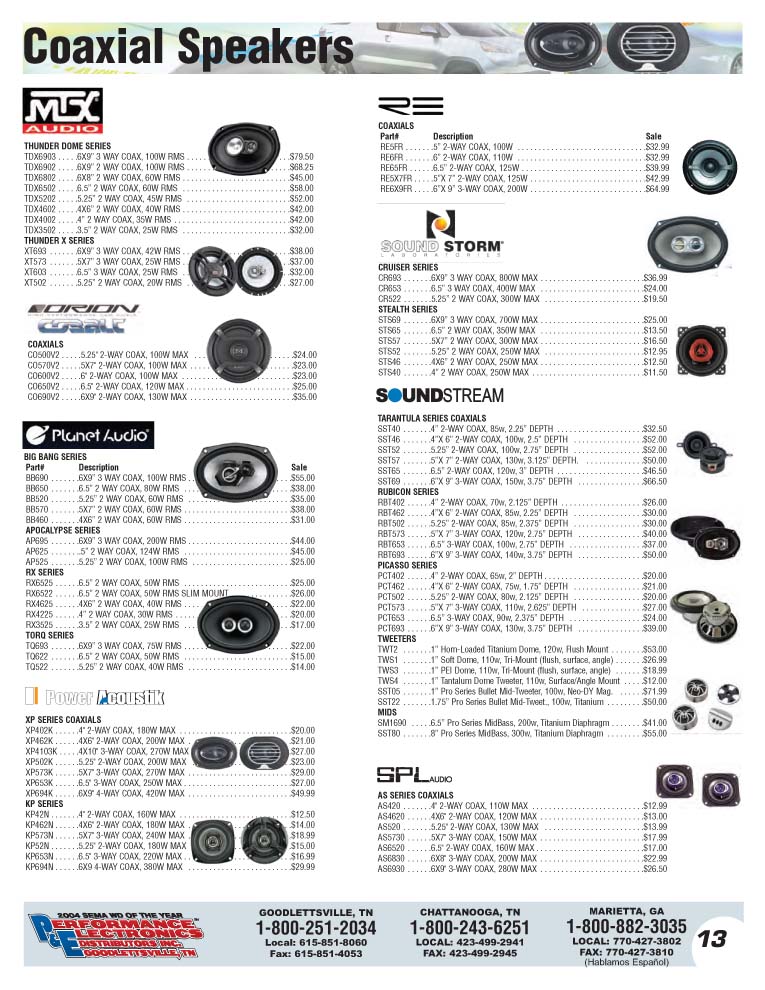 Coaxial Speakers
MTX
AUDIO
THUNDER DOME SERIES
TDX6903 . . . . .6X9" 3 WAY COAX, 100W RMS . . . . . $79.50
TDX6902 . . . . .6X9" 2 WAY COAX, 100W RMS . . . . . $68.25
TDX6802 . . . . .6X8" 2 WAY COAX, 60W RMS . . . . . $45.00
TDX6502 . . . . .6.5" 2 WAY COAX, 60W RMS . . . . . $58.00
TDX5202 . . . . .5.25" 2 WAY COAX, 45W RMS . . . . . $52.00
TDX4602 . . . . .4X6" 2 WAY COAX, 40W RMS . . . . . $42.00
TDX4002 . . . . .4" 2 WAY COAX, 35W RMS . . . . . $42.00
TDX3502 . . . . .3.5" 2 WAY COAX, 25W RMS . . . . . $32.00
THUNDER X SERIES
XT693 . . . . . .6X9" 3 WAY COAX, 42W RMS . . . . . $38.00
XT573 . . . . . .5X7" 3 WAY COAX, 25W RMS . . . . . $37.00
XT603 . . . . . .6.5" 3 WAY COAX, 25W RMS . . . . . $32.00
XT502 . . . . . .5.25" 2 WAY COAX, 20W RMS . . . . . $27.00
ORION
COBALT
COAXIALS
CO500V2 . . . . .5.25" 2-WAY COAX, 100W MAX . . . . . $24.00
CO570V2 . . . . .5X7" 2-WAY COAX, 100W MAX . . . . . $23.00
CO600V2 . . . . .6" 2-WAY COAX, 100W MAX . . . . . $23.00
CO650V2 . . . . .6.5" 2-WAY COAX, 120W MAX . . . . . $25.00
CO690V2 . . . . .6X9" 2-WAY COAX, 130W MAX . . . . . $35.00
Planet Audio
BIG BANG SERIES
Part# Description Sale
BB690 . . . . . .6X9" 3 WAY COAX, 100W RMS . . . . . $55.00
BB650 . . . . . .6.5" 2 WAY COAX, 80W RMS . . . . . $38.00
BB520 . . . . . .5.25" 2 WAY COAX, 60W RMS . . . . . $35.00
BB570 . . . . . .5X7" 2 WAY COAX, 60W RMS . . . . . $38.00
BB460 . . . . . .4X6" 2 WAY COAX, 60W RMS . . . . . $31.00
APOCALYPSE SERIES
AP695 . . . . . .6X9" 3 WAY COAX, 200W RMS . . . . . $44.00
AP625 . . . . . .5" 2 WAY COAX, 124W RMS . . . . . $45.00
AP525 . . . . . .5.25" 2 WAY COAX, 100W RMS . . . . . $25.00
RX SERIES
RX6525 . . . . . .6.5" 2 WAY COAX, 50W RMS . . . . . $25.00
RX6522 . . . . . .6.5" 2 WAY COAX, 50W RMS SLIM MOUNT . . . . . $26.00
RX4625 . . . . . .4X6" 2 WAY COAX, 40W RMS . . . . . $22.00
RX4225 . . . . . .4" 2 WAY COAX, 30W RMS . . . . . $20.00
RX3525 . . . . . .3.5" 2 WAY COAX, 25W RMS . . . . . $17.00
TORQ SERIES
TQ693 . . . . . .6X9" 3 WAY COAX, 75W RMS . . . . . $22.00
TQ622 . . . . . .6.5" 2 WAY COAX, 50W RMS . . . . . $15.00
TQ522 . . . . . .5.25" 2 WAY COAX, 40W RMS . . . . . $14.00
Power Acoustik
XP SERIES COAXIALS
XP402K . . . . . .4" 2-WAY COAX, 180W MAX . . . . . $20.00
XP462K . . . . . .4X6" 2-WAY COAX, 200W MAX . . . . . $21.00
XP4103K . . . . .4X10" 3-WAY COAX, 270W MAX . . . . . $27.00
XP502K . . . . . .5.25" 2-WAY COAX, 200W MAX . . . . . $23.00
XP573K . . . . . .5X7" 3-WAY COAX, 270W MAX . . . . . $29.00
XP653K . . . . . .6.5" 3-WAY COAX, 250W MAX . . . . . $27.00
XP694K . . . . . .6X9" 4-WAY COAX, 420W MAX . . . . . $49.99
KP SERIES
KP42N . . . . . .4" 2-WAY COAX, 160W MAX . . . . . $12.50
KP462N . . . . . .4X6" 2-WAY COAX, 180W MAX . . . . . $14.00
KP573N . . . . . .5X7" 3-WAY COAX, 240W MAX . . . . . $18.99
KP52N . . . . . .5.25" 2-WAY COAX, 180W MAX . . . . . $15.00
KP653N . . . . . .6.5" 3-WAY COAX, 220W MAX . . . . . $16.99
KP694N . . . . . .6X9 4-WAY COAX, 380W MAX . . . . . $29.99
RE
COAXIALS
Part# Description Sale
RE5FR . . . . . .5" 2-WAY COAX, 100W . . . . . $32.99
RE6FR . . . . . .6" 2-WAY COAX, 110W . . . . . $32.99
RE65FR . . . . . .6.5" 2-WAY COAX, 125W . . . . . $39.99
RE5X7FR . . . . .5"X 7" 2-WAY COAX, 125W . . . . . $42.99
RE6X9FR . . . . .6"X 9" 3-WAY COAX, 200W . . . . . $64.99
SOUND STORM
LABORATORIES
CRUISER SERIES
CR693 . . . . . .6X9" 3 WAY COAX, 800W MAX . . . . . $36.99
CR653 . . . . . .6.5" 3 WAY COAX, 400W MAX . . . . . $24.00
CR522 . . . . . .5.25" 2 WAY COAX, 300W MAX . . . . . $19.50
STEALTH SERIES
STS69 . . . . . .6X9" 3 WAY COAX, 700W MAX . . . . . $25.00
STS65 . . . . . .6.5" 2 WAY COAX, 350W MAX . . . . . $13.50
STS57 . . . . . .5X7" 2 WAY COAX, 300W MAX . . . . . $16.50
STS52 . . . . . .5.25" 2 WAY COAX, 250W MAX . . . . . $12.95
STS46 . . . . . .4X6" 2 WAY COAX, 250W MAX . . . . . $12.50
STS40 . . . . . .4" 2 WAY COAX, 250W MAX . . . . . $11.50
SOUNDSTREAM
TARANTULA SERIES COAXIALS
SST40 . . . . . .4" 2-WAY COAX, 85w, 2.25" DEPTH . . . . . $32.50
SST46 . . . . . .4"X 6" 2-WAY COAX, 100w, 2.5" DEPTH . . . . . $52.00
SST52 . . . . . .5.25" 2-WAY COAX, 100w, 2.75" DEPTH . . . . . $52.00
SST57 . . . . . .5"X 7" 2-WAY COAX, 130w, 3.125" DEPTH. . . . . . $50.00
SST65 . . . . . .6.5" 2-WAY COAX, 120w, 3" DEPTH . . . . . $46.50
SST69 . . . . . .6"X 9" 3-WAY COAX, 150w, 3.75" DEPTH . . . . . $66.50
RUBICON SERIES
RBT402 . . . . . .4" 2-WAY COAX, 70w, 2.125" DEPTH . . . . . $26.00
RBT462 . . . . . .4"X 6" 2-WAY COAX, 85w, 2.25" DEPTH . . . . . $30.00
RBT502 . . . . . .5.25" 2-WAY COAX, 85w, 2.375" DEPTH . . . . . $30.00
RBT573 . . . . . .5"X 7" 3-WAY COAX, 120w, 2.75" DEPTH . . . . . $40.00
RBT653 . . . . . .6.5" 3-WAY COAX, 100w, 2.75" DEPTH . . . . . $37.00
RBT693 . . . . . .6"X 9" 3-WAY COAX, 140w, 3.75" DEPTH . . . . . $50.00
PICASSO SERIES
PCT402 . . . . . .4" 2-WAY COAX, 65w, 2" DEPTH . . . . . $20.00
PCT462 . . . . . .4"X 6" 2-WAY COAX, 75w, 1.75" DEPTH . . . . . $21.00
PCT502 . . . . . .5.25" 2-WAY COAX, 80w, 2.125" DEPTH . . . . . $20.00
PCT573 . . . . . .5"X 7" 3-WAY COAX, 110w, 2.625" DEPTH . . . . . $27.00
PCT653 . . . . . .6.5" 3-WAY COAX, 90w, 2.375" DEPTH . . . . . $24.00
PCT693 . . . . . .6"X 9" 3-WAY COAX, 130w, 3.75" DEPTH . . . . . $39.00
TWEETERS
TWT2 . . . . . .1" Horn-Loaded Titanium Dome, 120w, Flush Mount . . . . . $53.00
TWS1 . . . . . .1" Soft Dome, 110w, Tri-Mount (flush, surface, angle) . . . . . $26.99
TWS3 . . . . . .1" PEI Dome, 110w, Tri-Mount (flush, surface, angle) . . . . . $18.99
TWS4 . . . . . .1" Tantalum Dome Tweeter, 110w, Surface/Angle Mount . . . . . $12.00
SST05 . . . . . .1" Pro Series Bullet Mid-Tweeter, 100w, Neo-DY Mag. . . . . . $71.99
SST22 . . . . . .1.75" Pro Series Bullet Mid-Tweet., 100w, Titanium . . . . . $50.00
MIDS
SM1690 . . . . .6.5" Pro Series MidBass, 200w, Titanium Diaphragm . . . . . $41.00
SST80 . . . . . .8" Pro Series MidBass, 300w, Titanium Diaphragm . . . . . $55.00
SPL AUDIO
AS SERIES COAXIALS
AS420 . . . . . .4" 2-WAY COAX, 110W MAX . . . . . $12.99
AS4620 . . . . . .4X6" 2-WAY COAX, 120W MAX . . . . . $13.00
AS520 . . . . . .5.25" 2-WAY COAX, 130W MAX . . . . . $13.99
AS5730 . . . . . .5X7" 3-WAY COAX, 150W MAX . . . . . $17.99
AS6520 . . . . . .6.5" 2-WAY COAX, 160W MAX . . . . . $17.00
AS6830 . . . . . .6X8" 3-WAY COAX, 200W MAX . . . . . $22.99
AS6930 . . . . . .6X9" 3-WAY COAX, 280W MAX . . . . . $26.50
2004 SEMA WD OF THE YEAR
P&E
PERFORMANCE
ELECTRONICS
DISTRIBUTORS INC.
GOODLETTSVILLE, TN
GOODLETTSVILLE, TN
1-800-251-2034
Local: 615-851-8060
Fax: 615-851-4053
CHATTANOOGA, TN
1-800-243-6251
LOCAL: 423-499-2941
FAX: 423-499-2945
MARIETTA, GA
1-800-882-3035
LOCAL: 770-427-3802
FAX: 770-427-3810
(Hablamos Español)
13